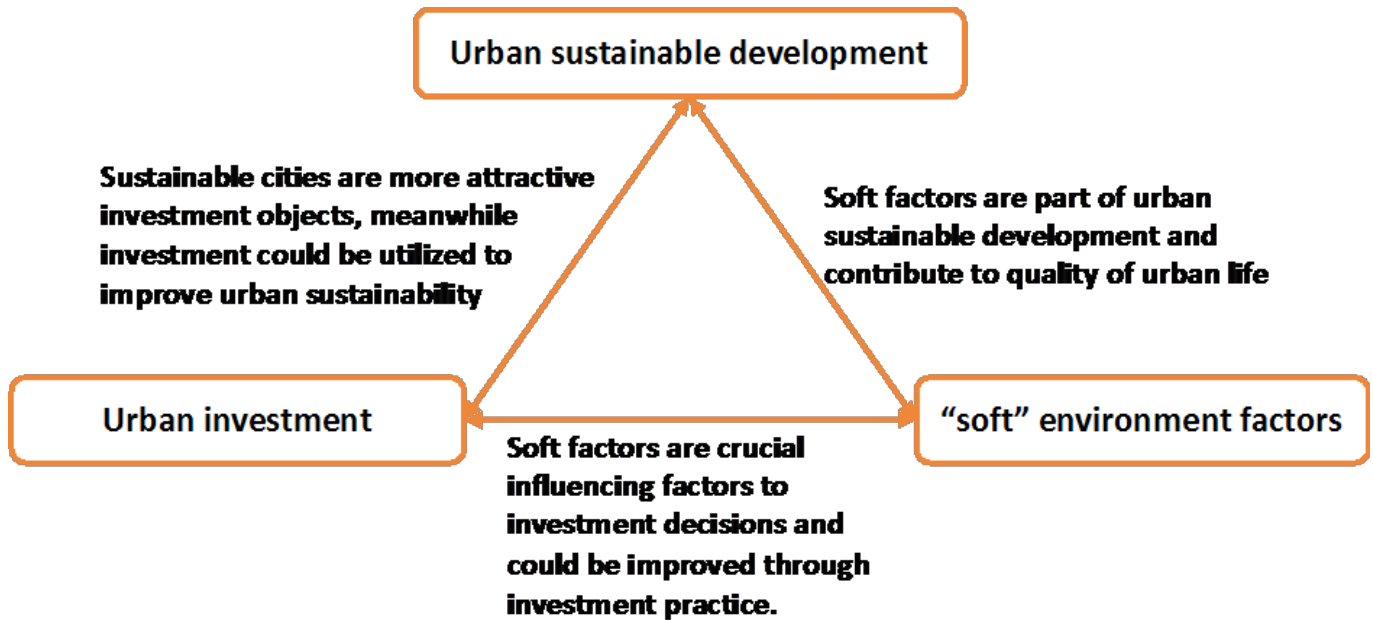 Urban sustainable development
Sustainable cities are more attractive
investment objects, meanwhile
investment could be utilized to
improve urban sustainability
Soft factors are part of urban
sustainable development and
contribute to quality of urban life
Urban investment
“soft” environment factors
Soft factors are crucial
influencing factors to
investment decisions and
could be improved through
investment practice.